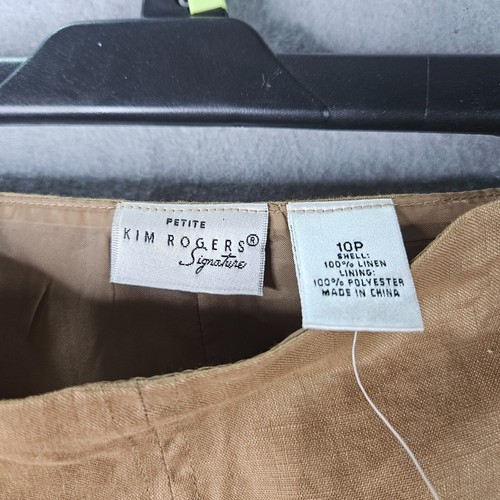 PETITE
KIM ROGERS®
Signature
10P
SHELL:
100% LINEN
LINING:
100% POLYESTER
MADE IN CHINA